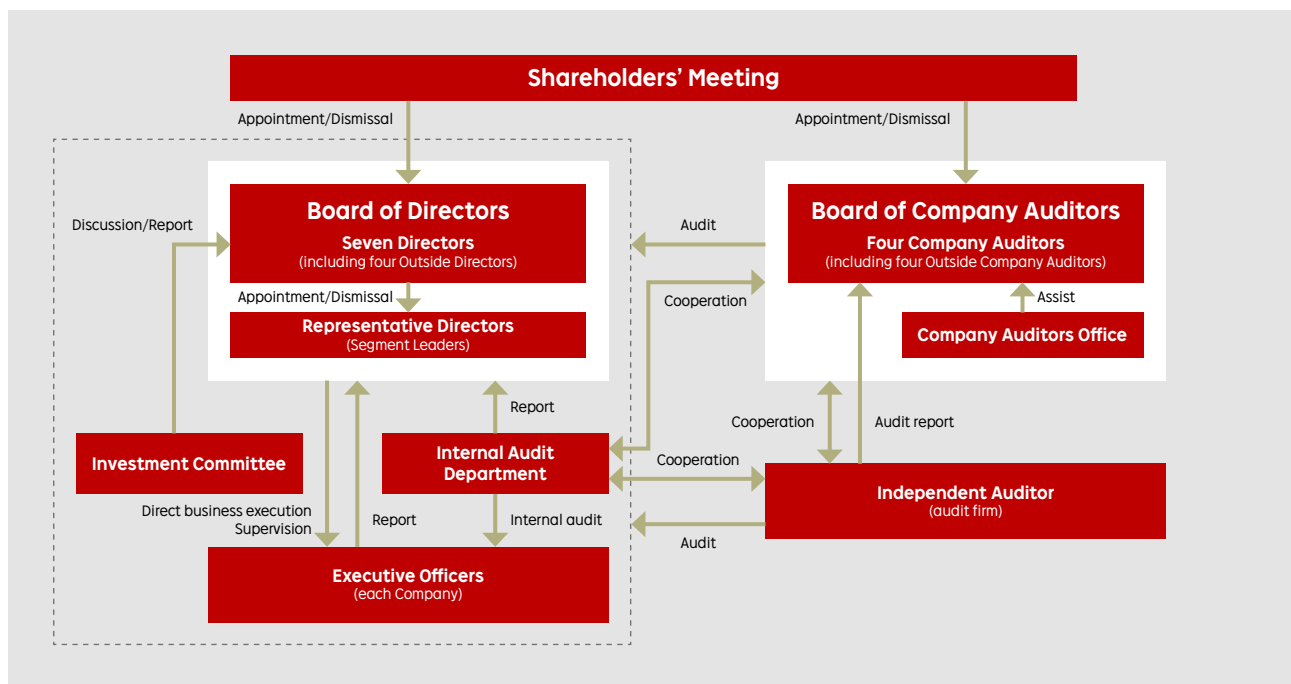 Shareholders’ Meeting
Appointment/Dismissal
Appointment/Dismissal
Board of Directors
Seven Directors
(including four Outside Directors)
Discussion/Report
Appointment/Dismissal
Representative Directors
(Segment Leaders)
Audit
Cooperation
Board of Company Auditors
Four Company Auditors
(including four Outside Company Auditors)
Assist
Company Auditors Office
Report
Cooperation
Audit report
Investment Committee
Internal Audit
Department
Cooperation
Independent Auditor
(audit firm)
Direct business execution
Supervision
Report
Internal audit
Audit
Executive Officers
(each Company)